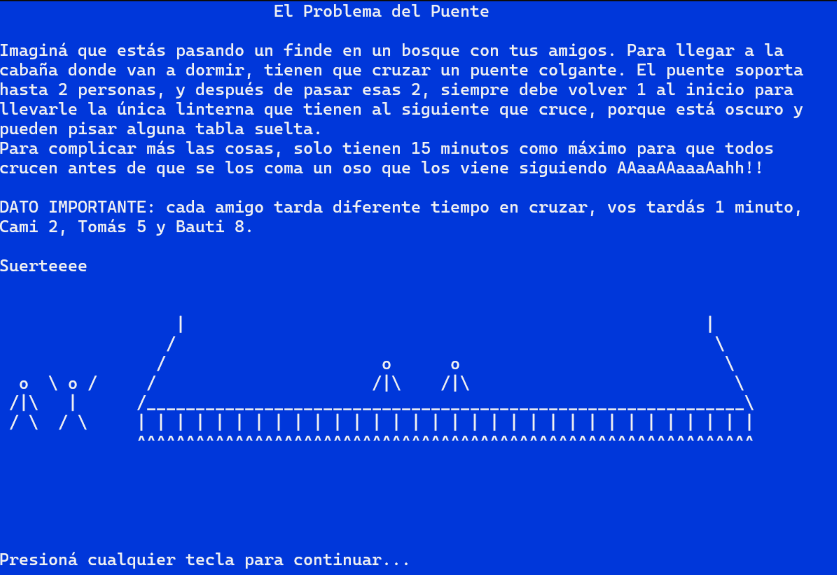 El Problema del Puente
Imaginá que estás pasando un finde en un bosque con tus amigos. Para llegar a la
cabaña donde van a dormir, tienen que cruzar un puente colgante. El puente soporta
hasta 2 personas, y después de pasar esas 2, siempre debe volver 1 al inicio para
llevarle la única linterna que tienen al siguiente que cruce, porque está oscuro y
pueden pisar alguna tabla suelta.
Para complicar más las cosas, solo tienen 15 minutos como máximo para que todos
crucen antes de que se los coma un oso que los viene siguiendo AAaaAAaaaAahh!!
DATO IMPORTANTE: cada amigo tarda diferente tiempo en cruzar, vos tardás 1 minuto,
Cami 2, Tomás 5 y Bauti 8.
Suerteeee
Presioná cualquier tecla para continuar...